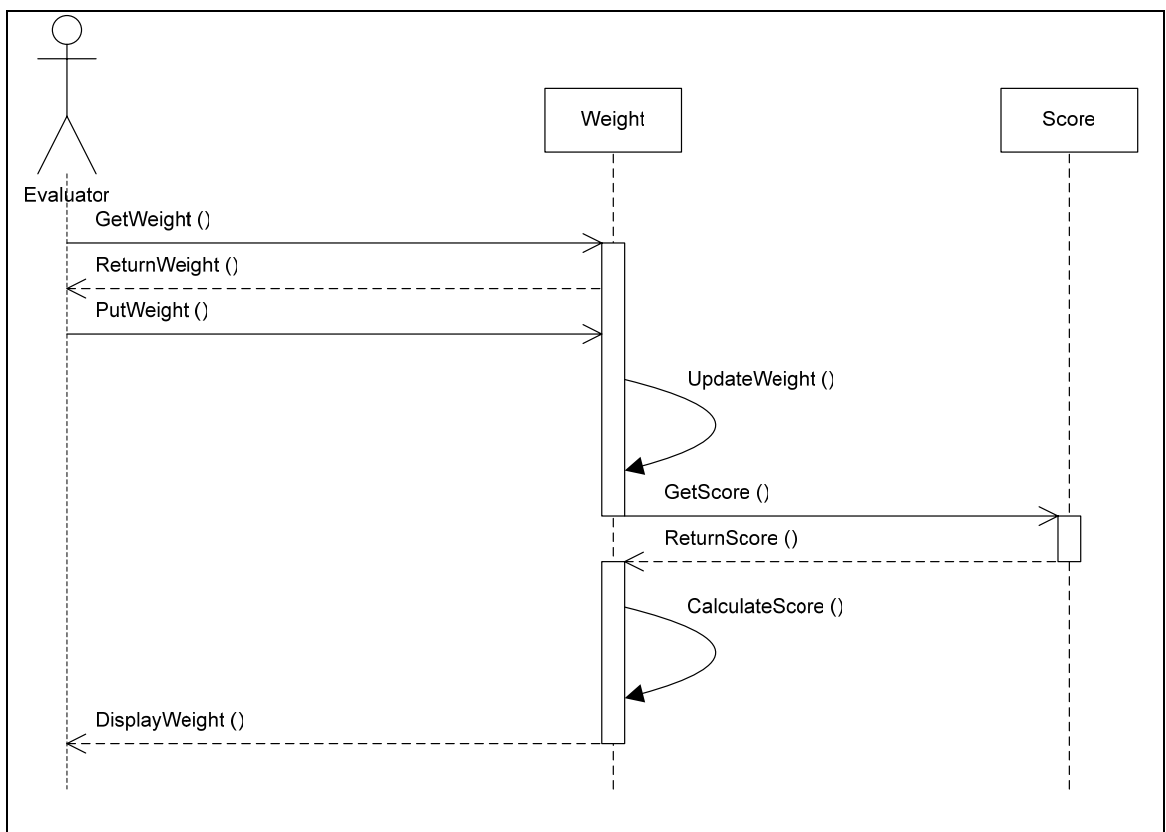 Weight
Score
Evaluator
GetWeight ()
ReturnWeight ()
PutWeight ()
UpdateWeight ()
GetScore ()
ReturnScore ()
CalculateScore ()
DisplayWeight ()